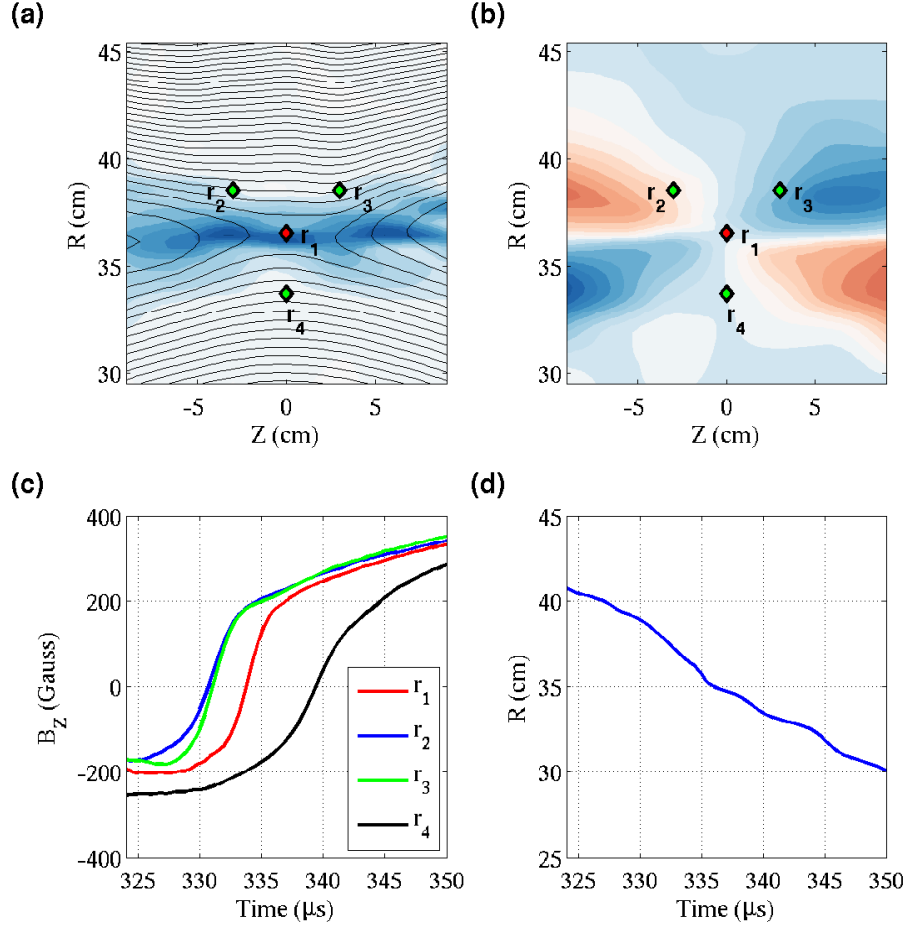 (a)
(b)
45
40
35
30
R (cm)
-5
0
5
Z (cm)
r2
r3
r1
r4
45
40
35
30
R (cm)
-5
0
5
Z (cm)
r2
r3
r1
r4
(c)
(d)
400
200
0
-200
-400
BZ (Gauss)
325
330
335
340
345
350
Time (μs)
r1
r2
r3
r4
45
40
35
30
25
R (cm)
325
330
335
340
345
350
Time (μs)